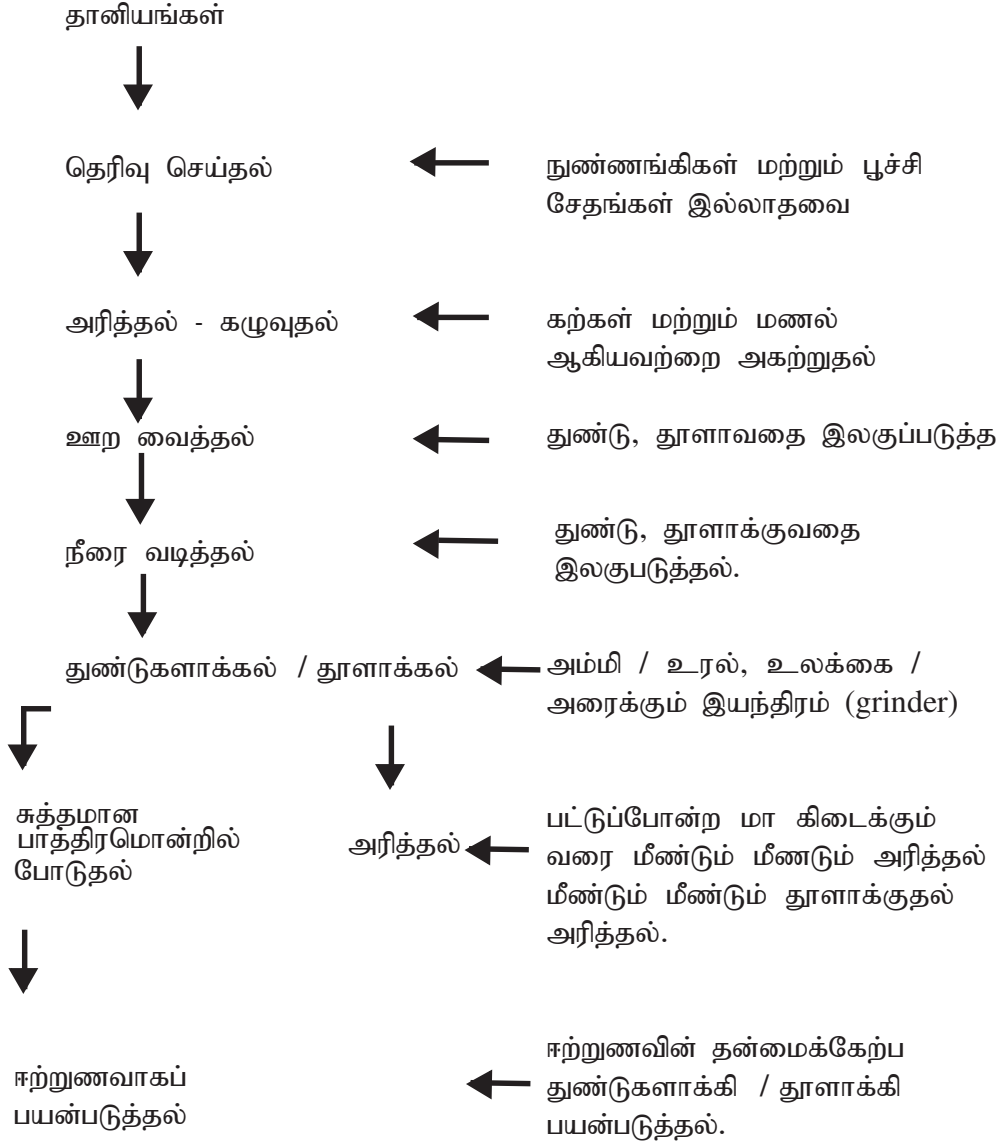 தானியங்கள்
தெரிவு செய்தல்
நுண்ணங்கிகள் மற்றும் பூச்சி
சேதங்கள் இல்லாதவை
அரித்தல் - கழுவுதல்
கற்கள் மற்றும் மணல்
ஆகியவற்றை அகற்றுதல்
ஊற வைத்தல்
துண்டு, தூளாவதை இலகுப்படுத்த
நீரை வடித்தல்
துண்டு, தூளாக்குவதை
இலகுபடுத்தல்.
துண்டுகளாக்கல் / தூளாக்கல்
அம்மி / உரல், உலக்கை /
அரைக்கும் இயந்திரம் (grinder)
சுத்தமான
பாத்திரமொன்றில்
போடுதல்
அரித்தல்
பட்டுப்போன்ற மா கிடைக்கும்
வரை மீண்டும் மீணடும் அரித்தல்
மீண்டும் மீண்டும் தூளாக்குதல்
அரித்தல்.
ஈற்றுணவாகப்
பயன்படுத்தல்
ஈற்றுணவின் தன்மைக்கேற்ப
துண்டுகளாக்கி / தூளாக்கி
பயன்படுத்தல்.